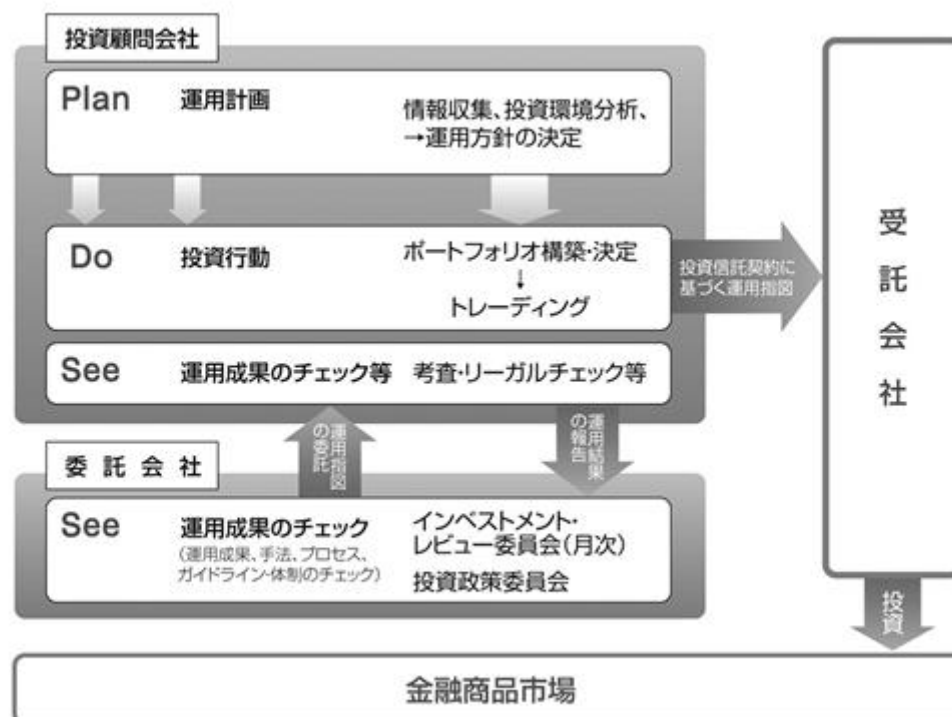 投資顧問会社
Plan 運用計画 情報収集、投資環境分析、
→運用方針の決定
Do 投資行動 ポートフォリオ構築・決定
↓
トレーディング
投資信託契約に
基づく運用指図
See 運用成果のチェック等 考査・リーガルチェック等
運用指図
の委託
運用結果
の報告
委託会社
See 運用成果のチェック
(運用成果、手法、プロセス、
ガイドライン・体制のチェック)
インベストメント・
レビュー委員会(月次)
投資政策委員会
受託会社
投資
金融商品市場